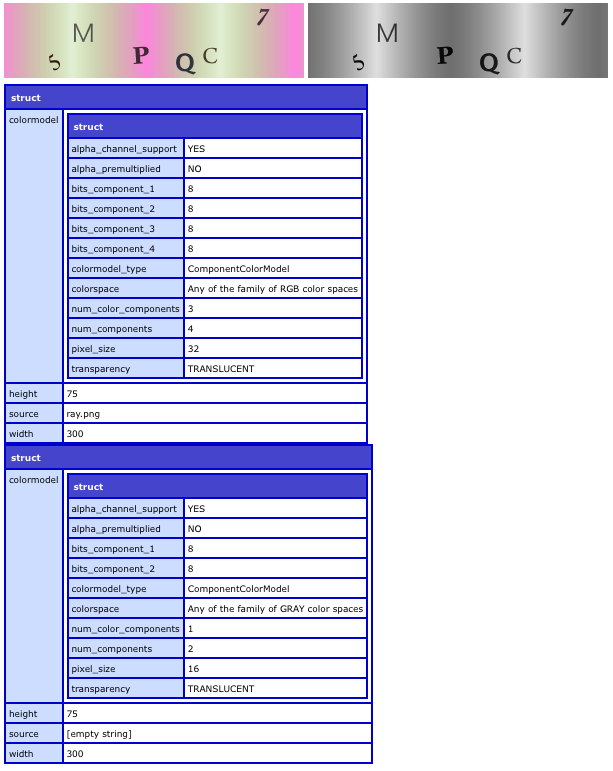 S M P Q C 7
S M P Q C 7
struct
colormodel
struct
alpha_channel_support YES
alpha_premultiplied NO
bits_component_1 8
bits_component_2 8
bits_component_3 8
bits_component_4 8
colormodel_type ComponentColorModel
colorspace Any of the family of RGB color spaces
num_color_components 3
num_components 4
pixel_size 32
transparency TRANSLUCENT
height 75
source ray.png
width 300
struct
colormodel
struct
alpha_channel_support YES
alpha_premultiplied NO
bits_component_1 8
bits_component_2 8
colormodel_type ComponentColorModel
colorspace Any of the family of GRAY color spaces
num_color_components 1
num_components 2
pixel_size 16
transparency TRANSLUCENT
height 75
source [empty string]
width 300